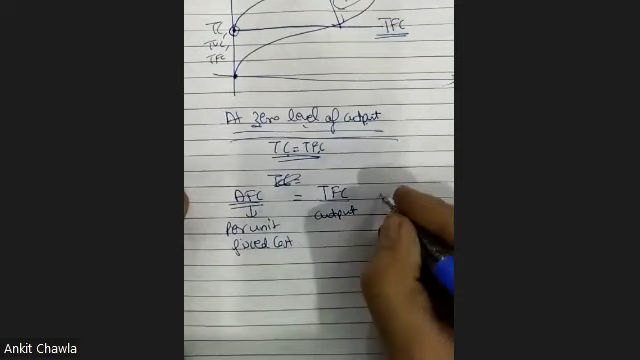 TC,
TVC,
TFC
TFC
At Zero level of output
TC = TFC
TC =
AFC = TFC
output
Per unit
fixed Cost
Ankit Chawla